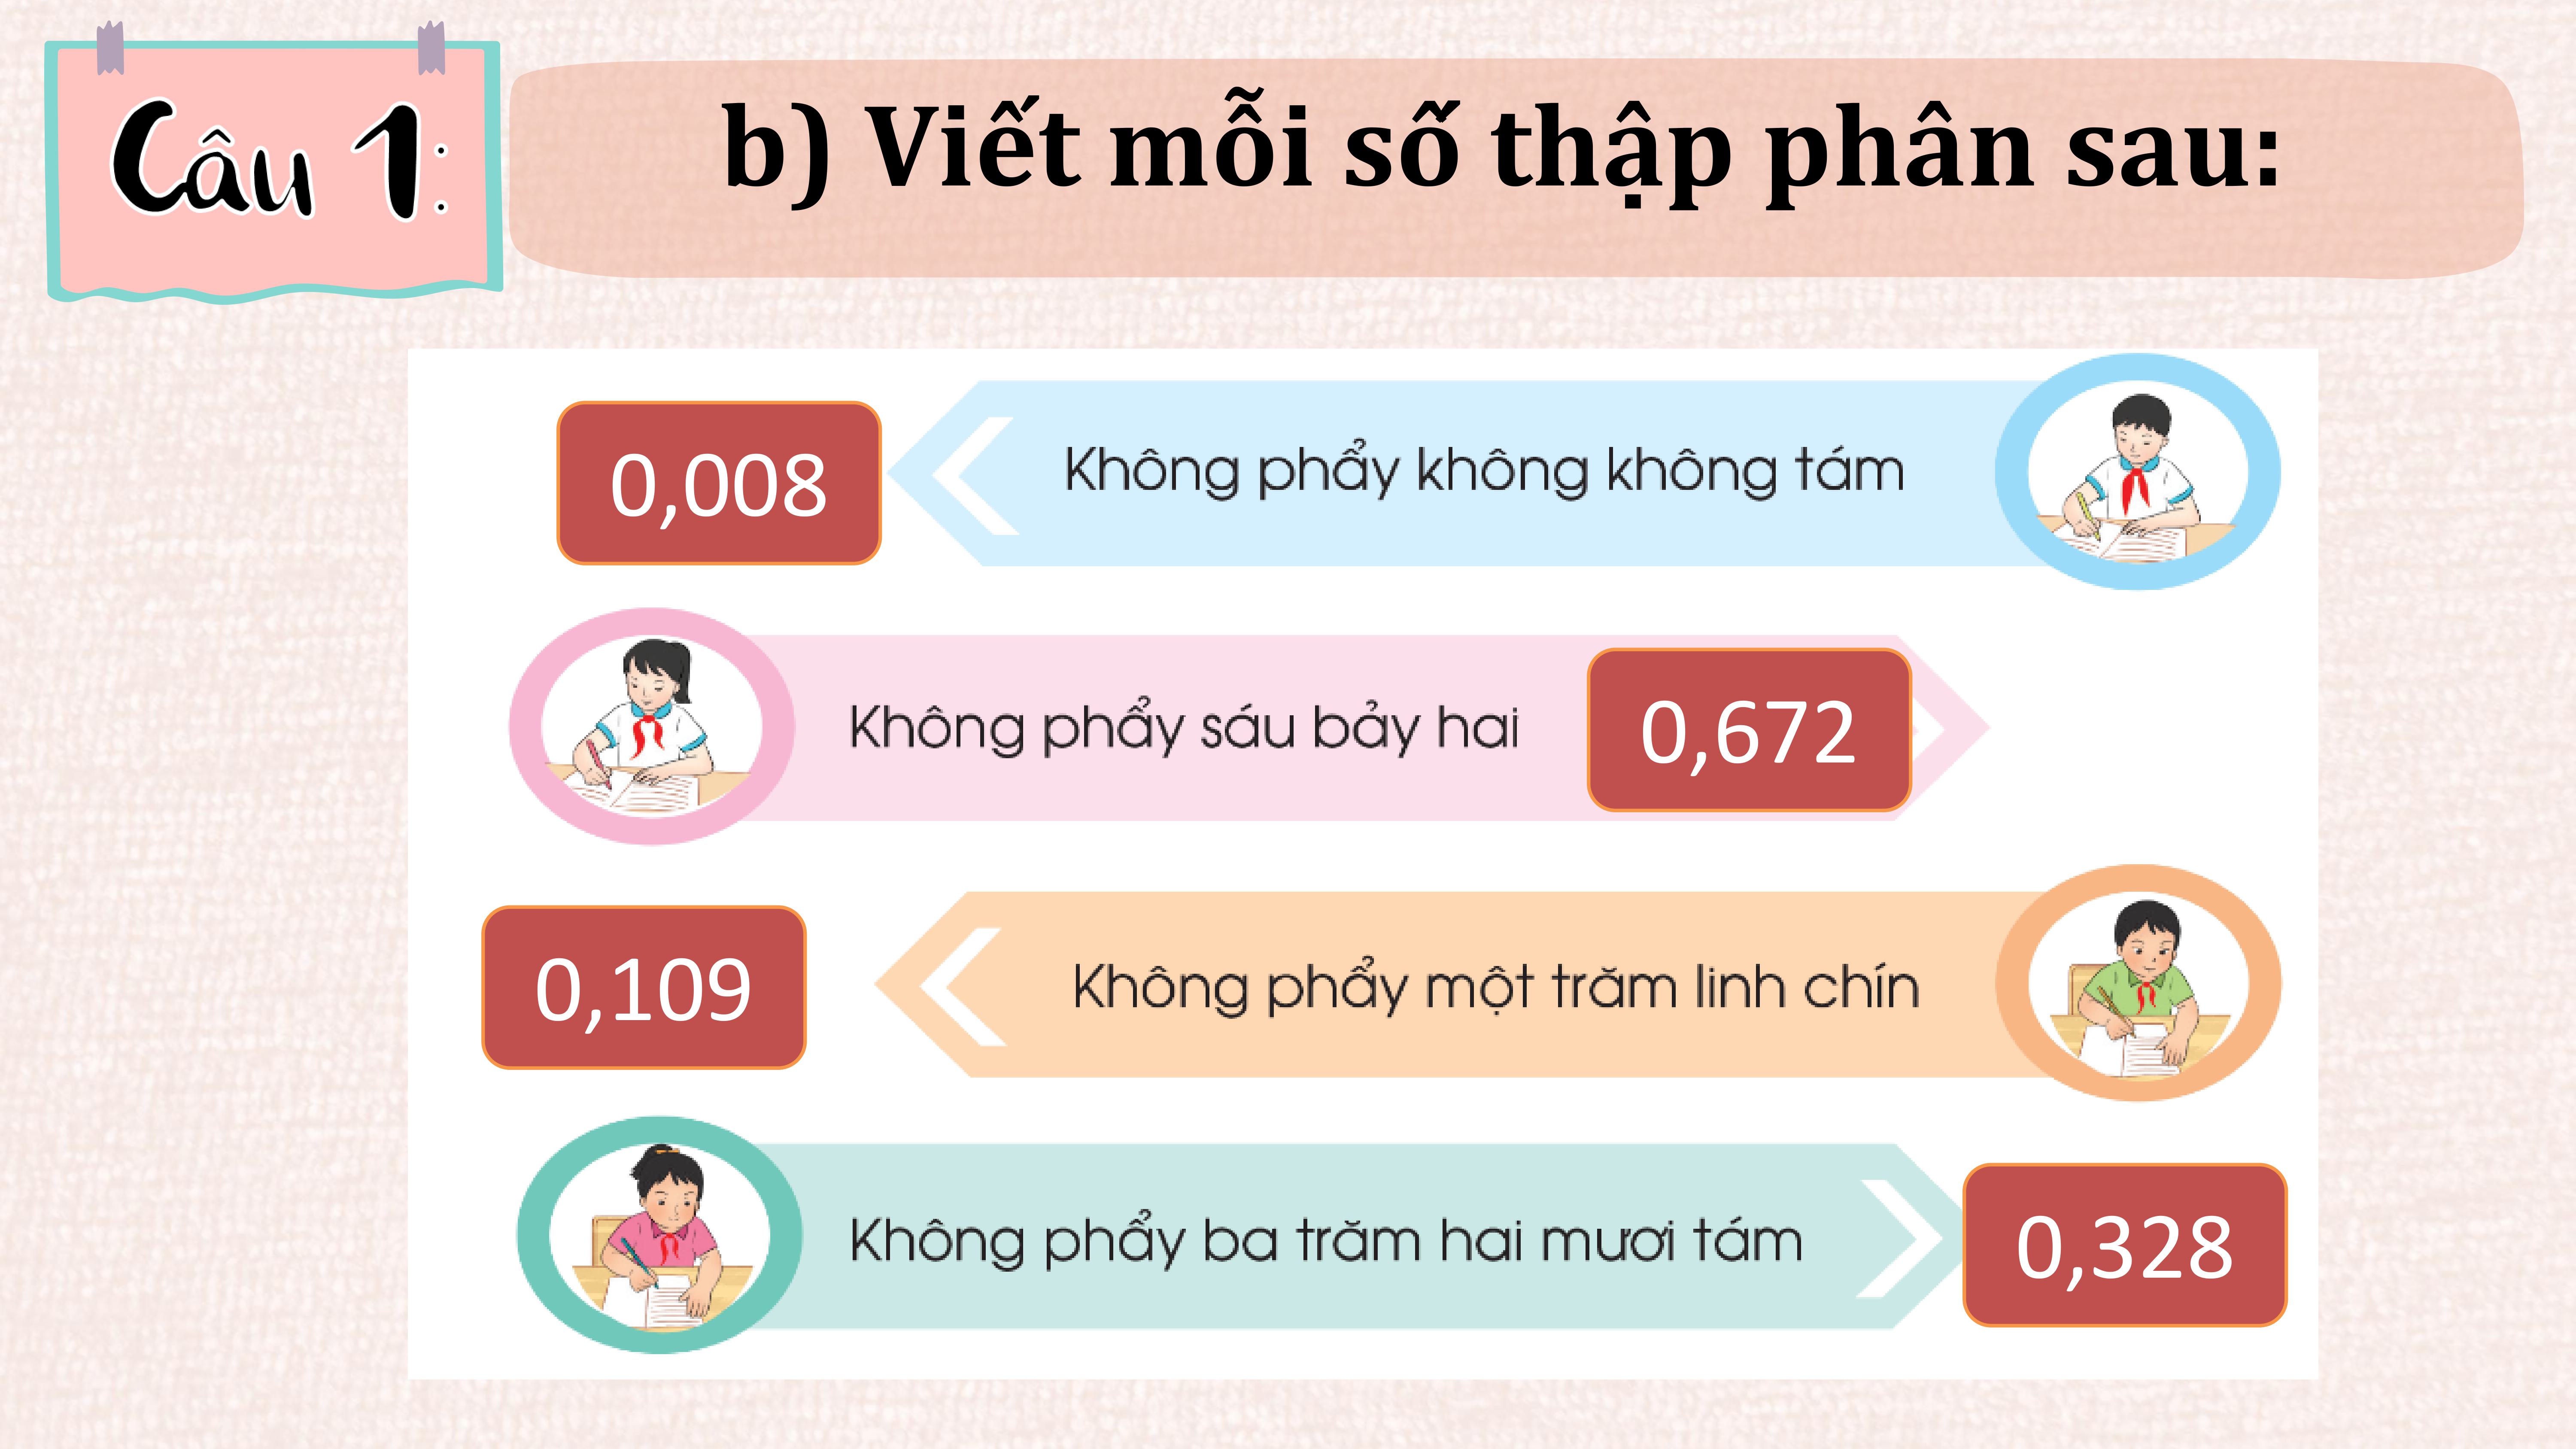 Câu 1:
b) Viết mỗi số thập phân sau:
0,008
Không phẩy không không tám
Không phẩy sáu bảy hai
0,672
0,109
Không phẩy một trăm linh chín
Không phẩy ba trăm hai mươi tám
0,328